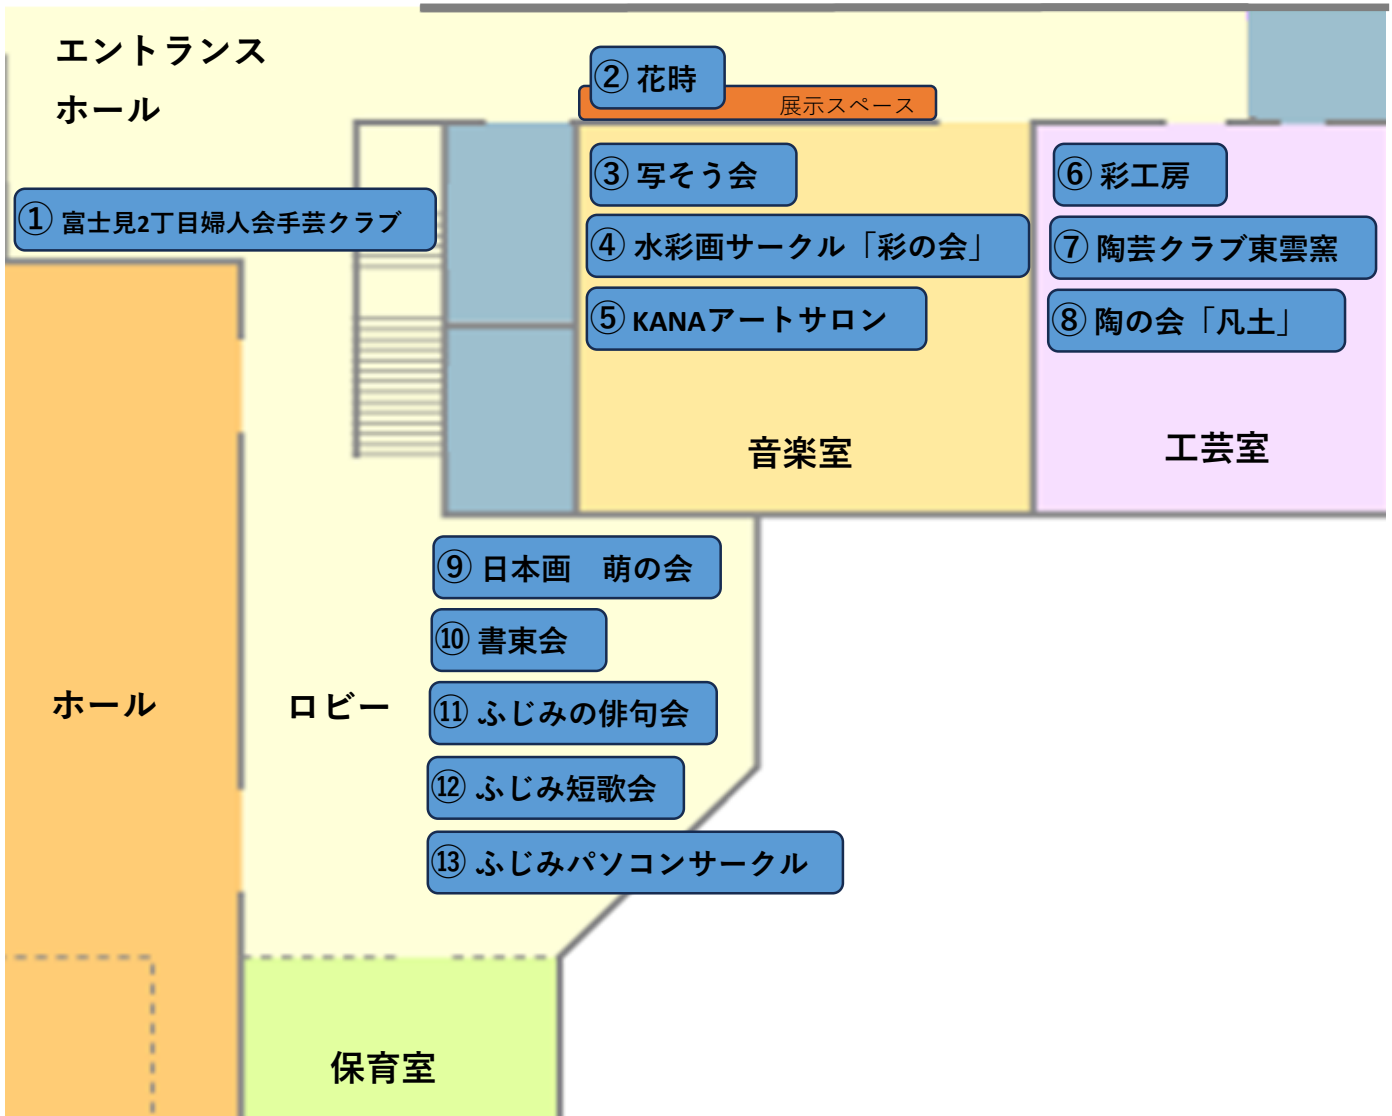 エントランス
ホール
② 花時
展示スペース
① 富士見2丁目婦人会手芸クラブ
③ 写そう会
④ 水彩画サークル「彩の会」
⑤ KANAアートサロン
音楽室
⑥ 彩工房
⑦ 陶芸クラブ東雲窯
⑧ 陶の会「凡土」
工芸室
ホール
ロビー
⑨ 日本画　萌の会
⑩ 書東会
⑪ ふじみの俳句会
⑫ ふじみ短歌会
⑬ ふじみパソコンサークル
保育室